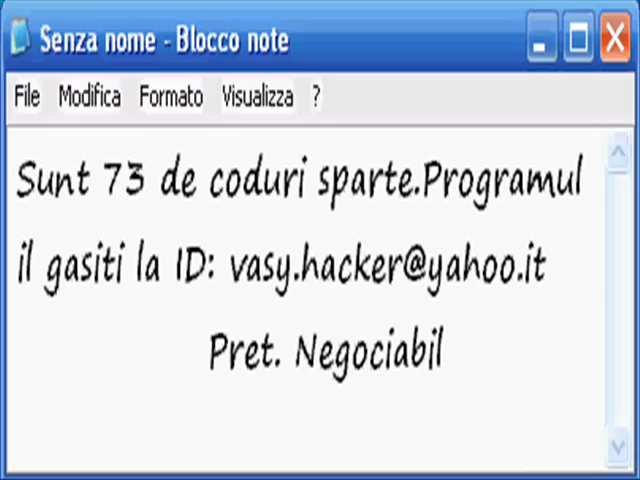 Senza nome - Blocco note
File Modifica Formato Visualizza ?
Sunt 73 de coduri sparte.Programul
il gasiti la ID: vasy.hacker@yahoo.it
Pret. Negociabil